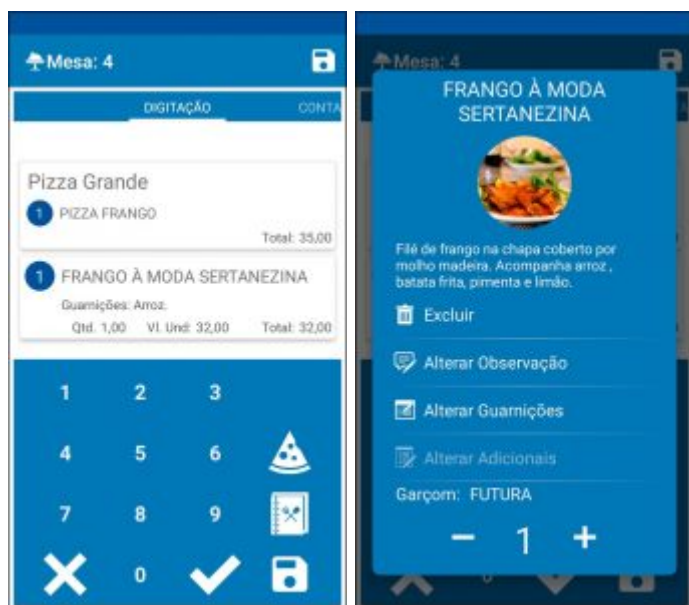 Mesa: 4
DIGITAÇÃO CONTA
Pizza Grande
1 PIZZA FRANGO
Total: 35,00
1 FRANGO À MODA SERTANEZINA
Guarnições: Arroz.
Qtd. 1,00 Vl. Und: 32,00 Total: 32,00
1 2 3
4 5 6
7 8 9
0
Mesa: 4
FRANGO À MODA
SERTANEZINA
Filé de frango na chapa coberto por
molho madeira. Acompanha arroz ,
batata frita, pimenta e limão.
Excluir
Alterar Observação
Alterar Guarnições
Alterar Adicionais
Garçom: FUTURA
− 1 +